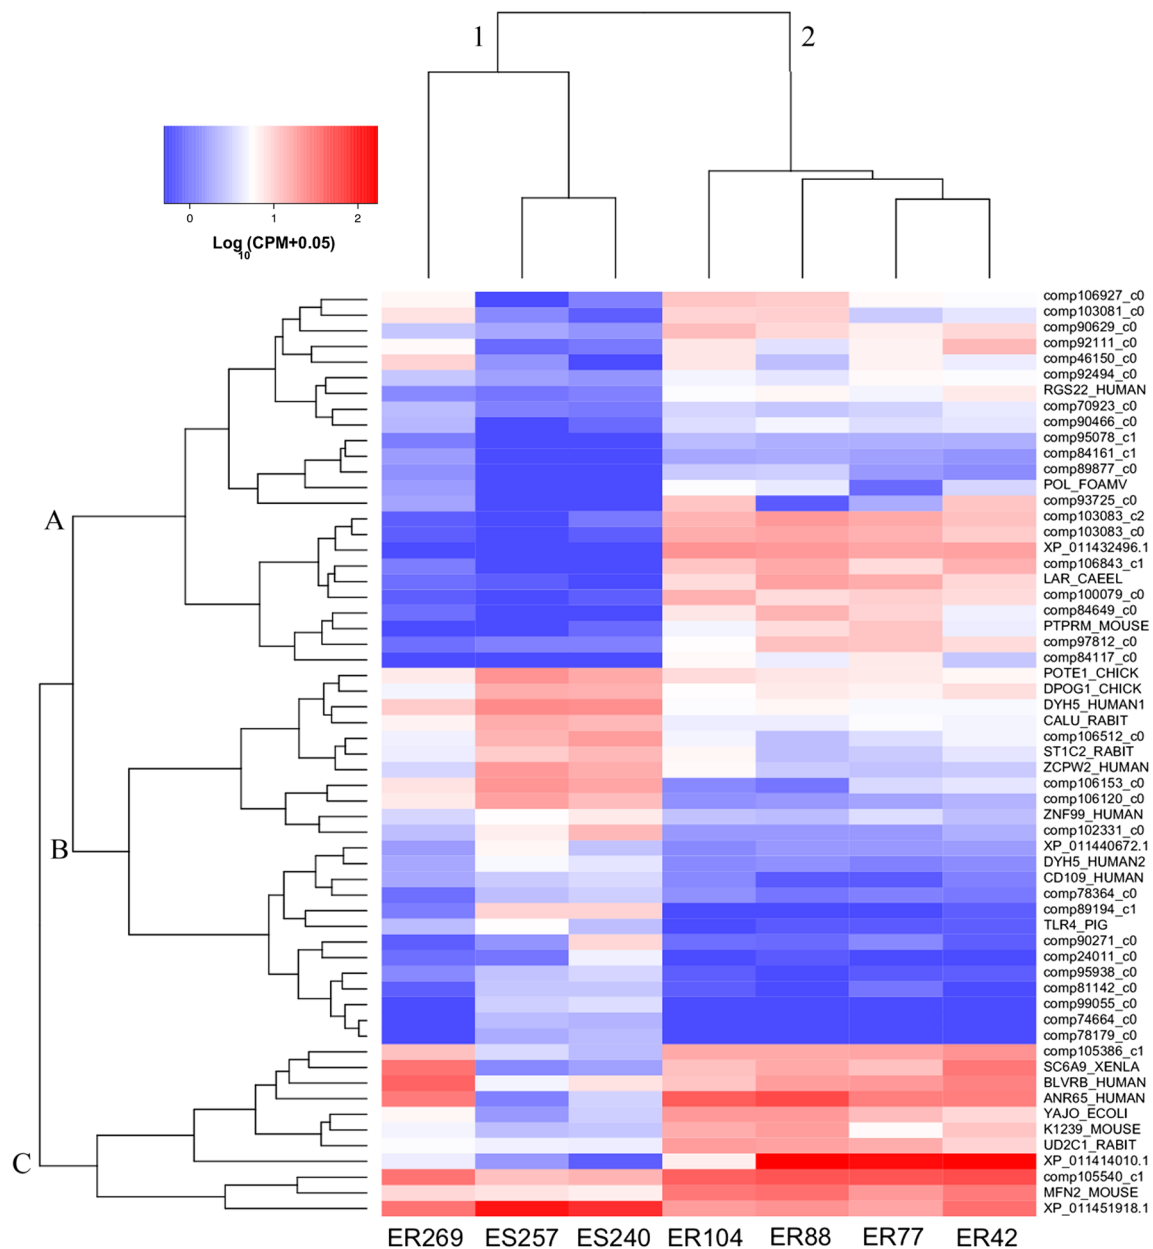 1 2
0 1 2
Log10(CPM+0.05)
comp106927_c0
comp103081_c0
comp90629_c0
comp92111_c0
comp46150_c0
comp92494_c0
RGS22_HUMAN
comp70923_c0
comp90466_c0
comp95078_c1
comp84161_c1
comp89877_c0
POL_FOAMV
comp93725_c0
A
comp103083_c2
comp103083_c0
XP_011432496.1
comp106843_c1
LAR_CAEEL
comp100079_c0
comp84649_c0
PTPRM_MOUSE
comp97812_c0
comp84117_c0
POTE1_CHICK
DPOG1_CHICK
DYH5_HUMAN1
CALU_RABIT
comp106512_c0
ST1C2_RABIT
ZCPW2_HUMAN
comp106153_c0
comp106120_c0
ZNF99_HUMAN
comp102331_c0
B
XP_011440672.1
DYH5_HUMAN2
CD109_HUMAN
comp78364_c0
comp89194_c1
TLR4_PIG
comp90271_c0
comp24011_c0
comp95938_c0
comp81142_c0
comp99055_c0
comp74664_c0
comp78179_c0
comp105386_c1
SC6A9_XENLA
BLVRB_HUMAN
ANR65_HUMAN
YAJO_ECOLI
K1239_MOUSE
UD2C1_RABIT
C
XP_011414010.1
comp105540_c1
MFN2_MOUSE
XP_011451918.1
ER269 ES257 ES240 ER104 ER88 ER77 ER42